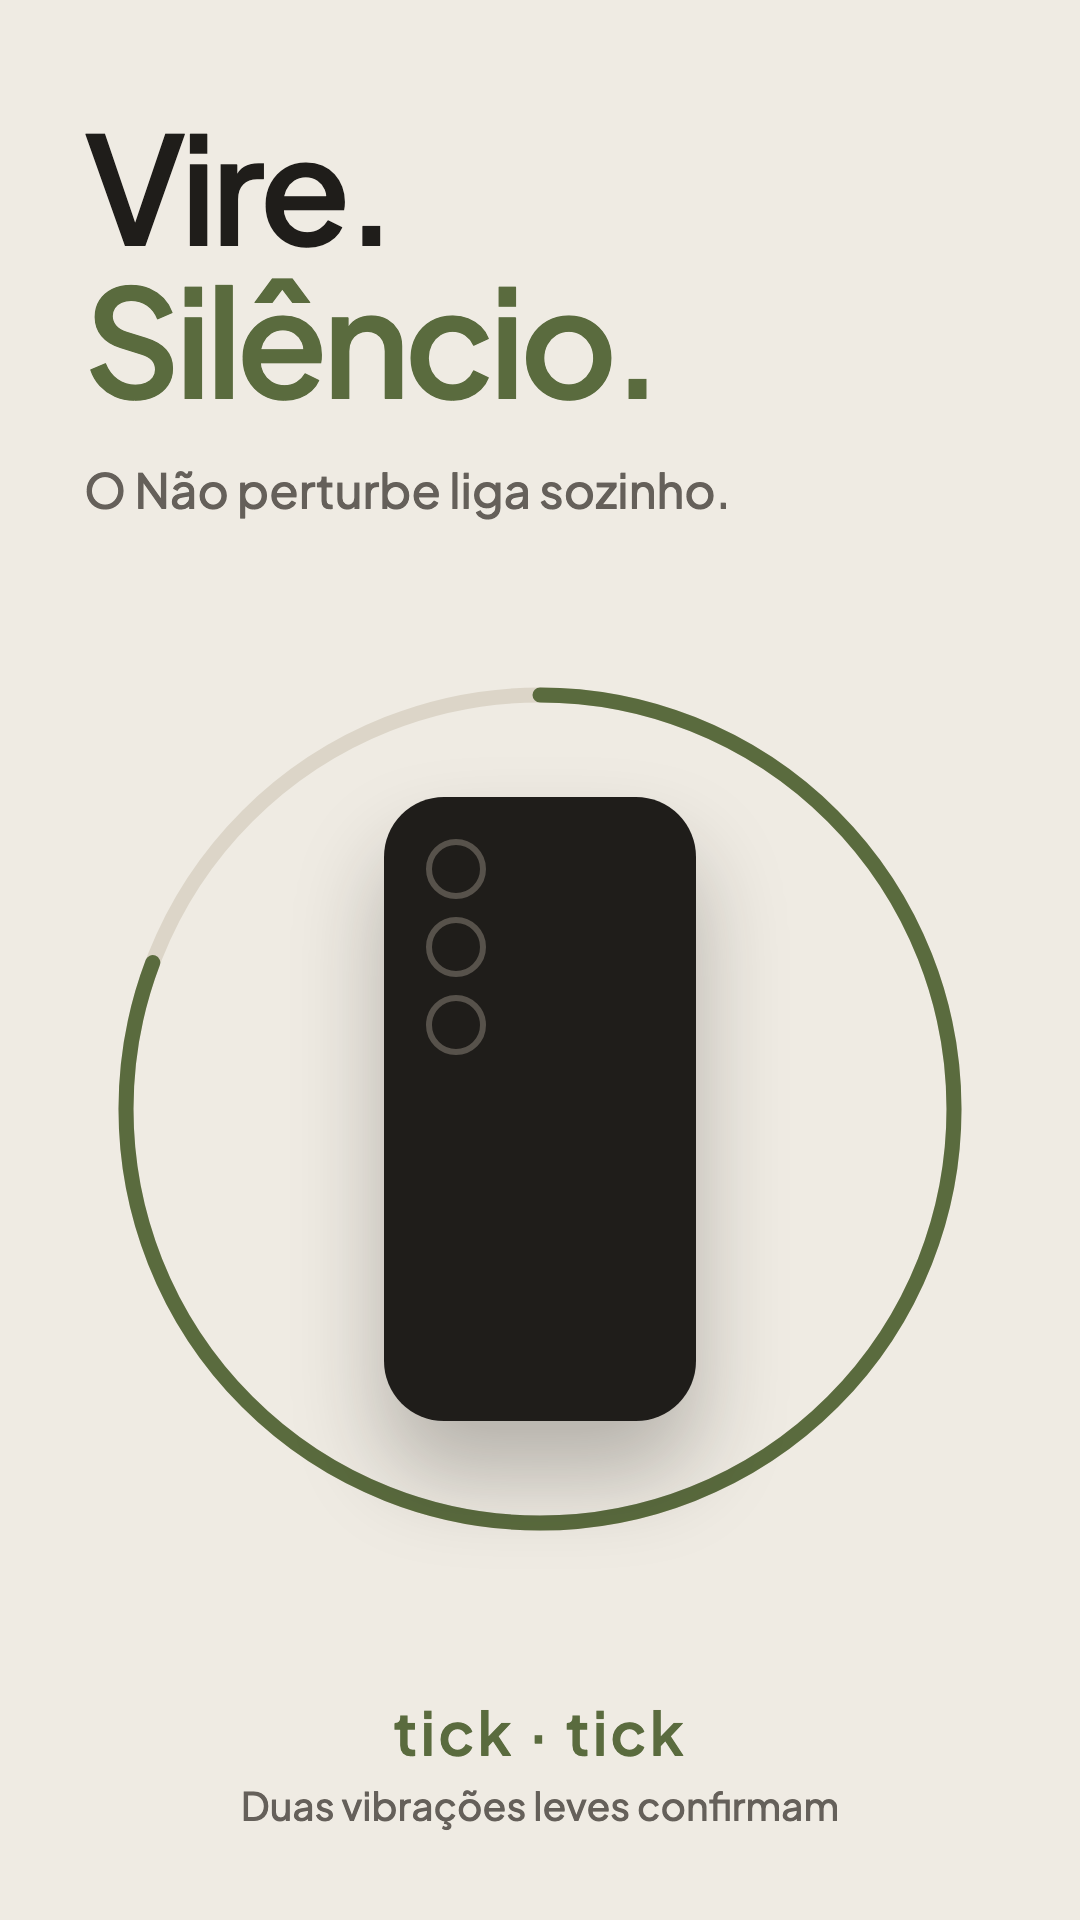 Vire.
Silêncio.
O Não perturbe liga sozinho.
tick · tick
Duas vibrações leves confirmam